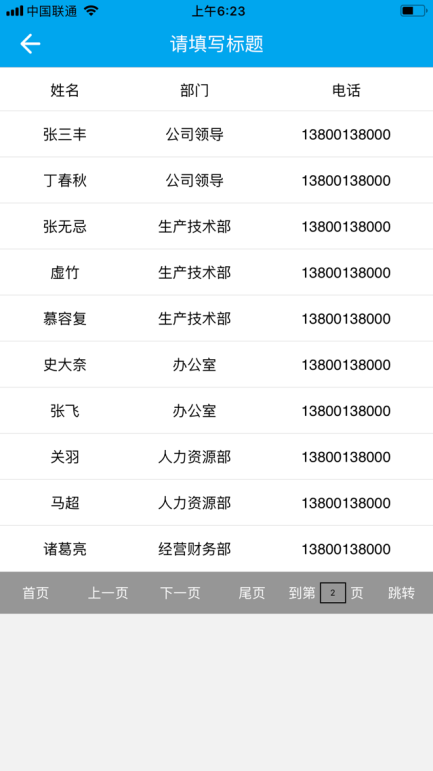 中国联通 上午6:23
请填写标题
姓名 部门 电话
张三丰 公司领导 13800138000
丁春秋 公司领导 13800138000
张无忌 生产技术部 13800138000
虚竹 生产技术部 13800138000
慕容复 生产技术部 13800138000
史大奈 办公室 13800138000
张飞 办公室 13800138000
关羽 人力资源部 13800138000
马超 人力资源部 13800138000
诸葛亮 经营财务部 13800138000
首页 上一页 下一页 尾页 到第 2 页 跳转